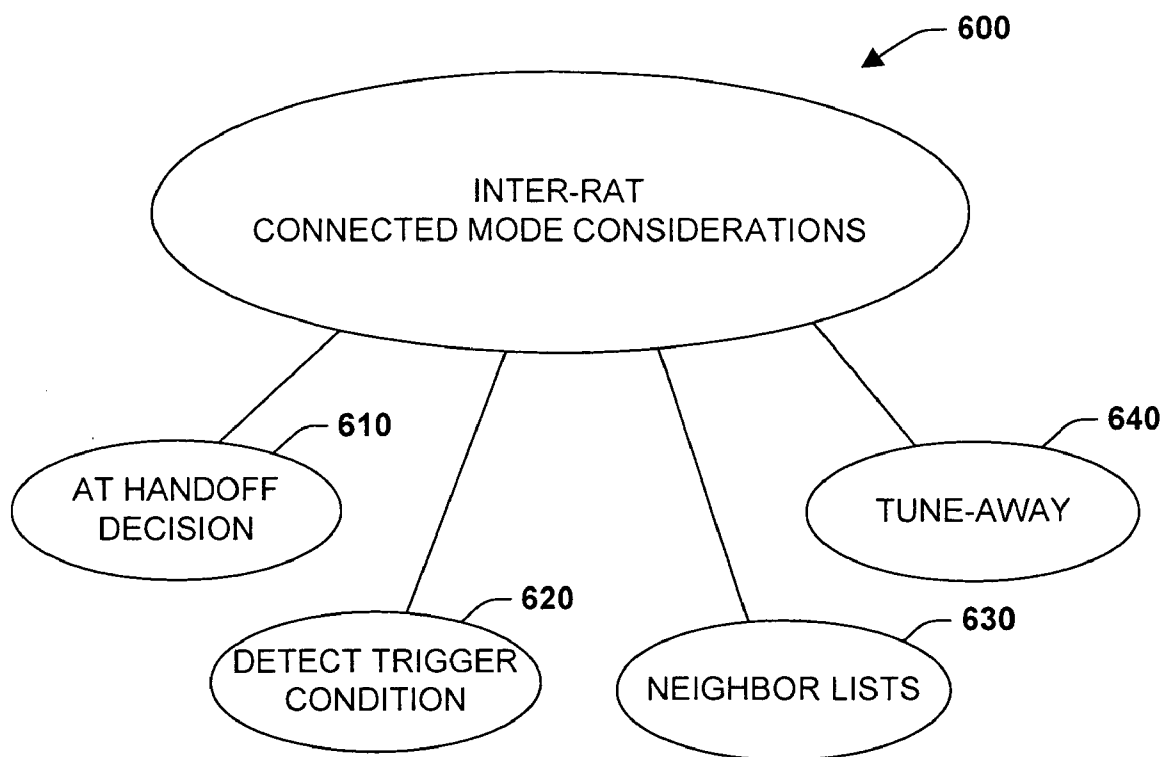 600
INTER-RAT
CONNECTED MODE CONSIDERATIONS
610
AT HANDOFF
DECISION
640
TUNE-AWAY
620
DETECT TRIGGER
CONDITION
630
NEIGHBOR LISTS